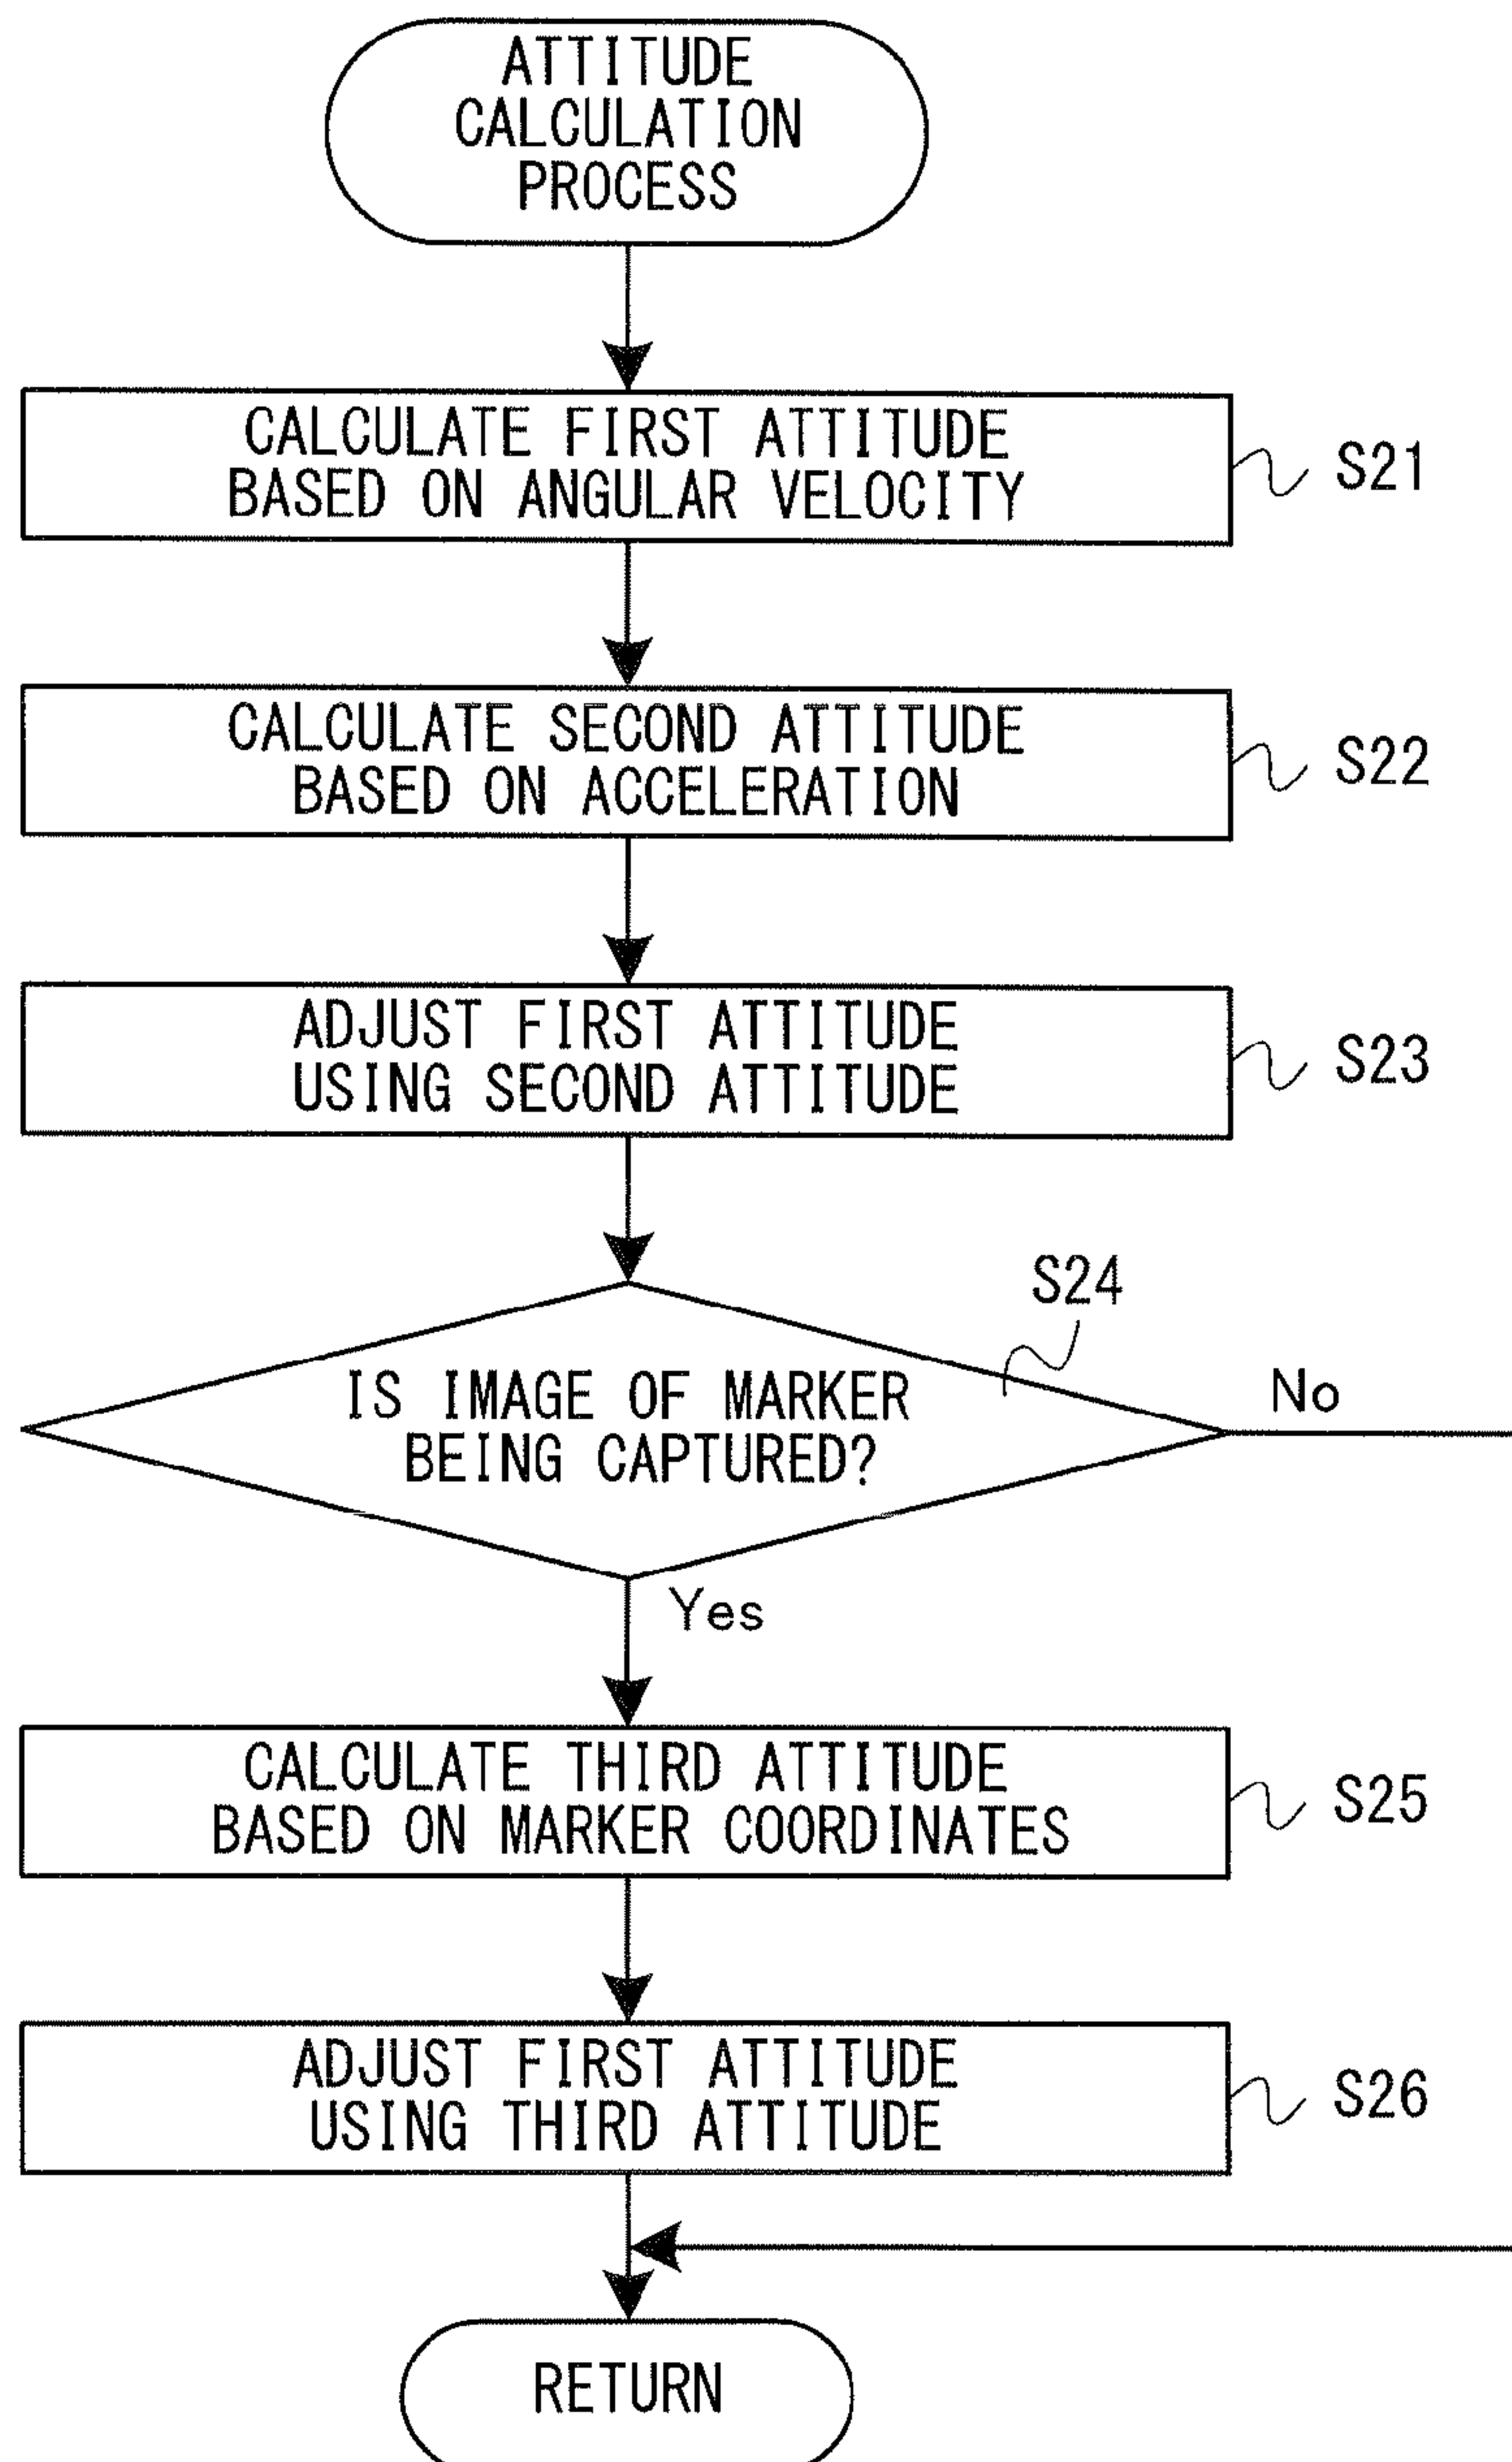 ATTITUDE
CALCULATION
PROCESS
CALCULATE FIRST ATTITUDE
BASED ON ANGULAR VELOCITY
S21
CALCULATE SECOND ATTITUDE
BASED ON ACCELERATION
S22
ADJUST FIRST ATTITUDE
USING SECOND ATTITUDE
S23
S24
IS IMAGE OF MARKER
BEING CAPTURED?
No
Yes
CALCULATE THIRD ATTITUDE
BASED ON MARKER COORDINATES
S25
ADJUST FIRST ATTITUDE
USING THIRD ATTITUDE
S26
RETURN